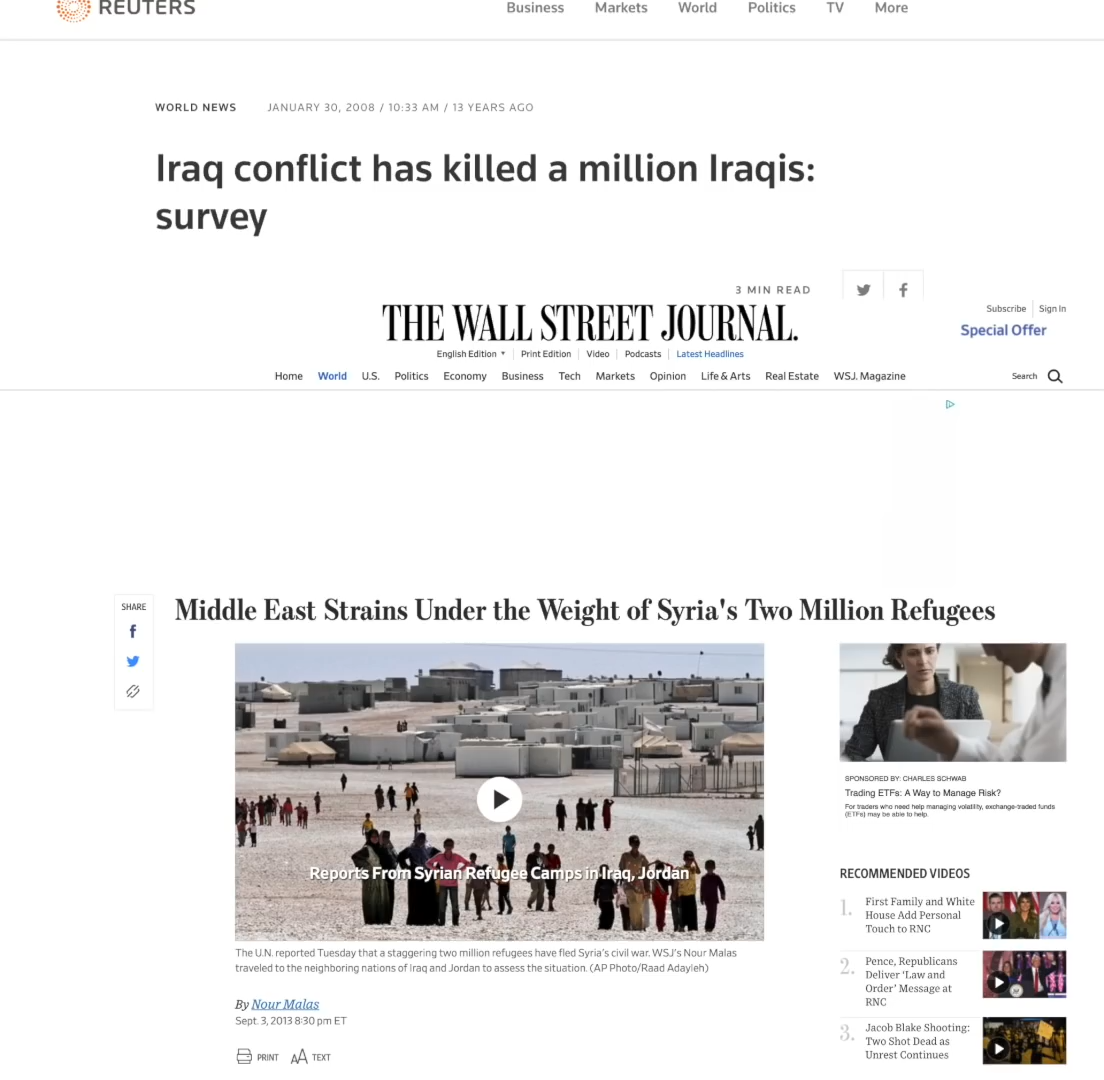 REUTERS
Business Markets World Politics TV More
WORLD NEWS JANUARY 30, 2008 / 10:33 AM / 13 YEARS AGO
Iraq conflict has killed a million Iraqis:
survey
3 MIN READ
THE WALL STREET JOURNAL.
Subscribe Sign In
Special Offer
English Edition Print Edition Video Podcasts Latest Headlines
Home World U.S. Politics Economy Business Tech Markets Opinion Life & Arts Real Estate WSJ. Magazine
Search
SHARE
Middle East Strains Under the Weight of Syria's Two Million Refugees
Reports From Syrian Refugee Camps in Iraq, Jordan
The U.N. reported Tuesday that a staggering two million refugees have fled Syria's civil war. WSJ's Nour Malas
traveled to the neighboring nations of Iraq and Jordan to assess the situation. (AP Photo/Raad Adayleh)
By Nour Malas
Sept. 3, 2013 8:30 pm ET
PRINT AA TEXT
SPONSORED BY: CHARLES SCHWAB
Trading ETFs: A Way to Manage Risk?
For traders who need help managing volatility, exchange-traded funds
(ETFs) may be able to help.
RECOMMENDED VIDEOS
1. First Family and White
House Add Personal
Touch to RNC
2. Pence, Republicans
Deliver ‘Law and
Order’ Message at
RNC
3. Jacob Blake Shooting:
Two Shot Dead as
Unrest Continues